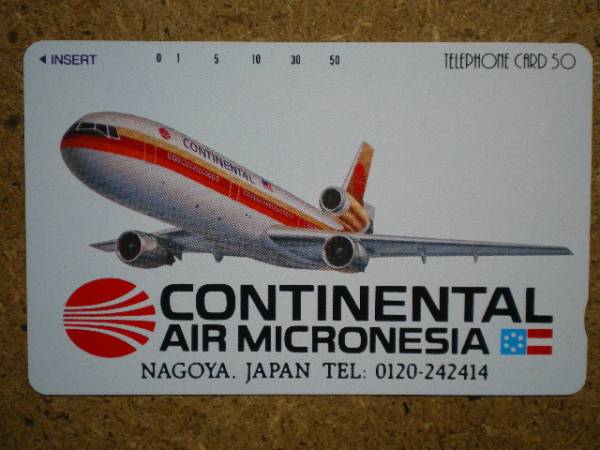 ◀ INSERT 0 1 5 10 30 50 TELEPHONE CARD 50
CONTINENTAL
CONTINENTAL
AIR MICRONESIA
NAGOYA. JAPAN TEL: 0120-242414